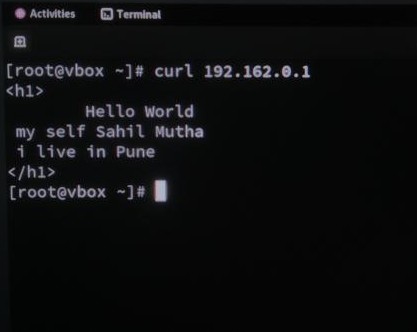 Activities Terminal
[root@vbox ~]# curl 192.162.0.1
<h1>
Hello World
my self Sahil Mutha
i live in Pune
</h1>
[root@vbox ~]#